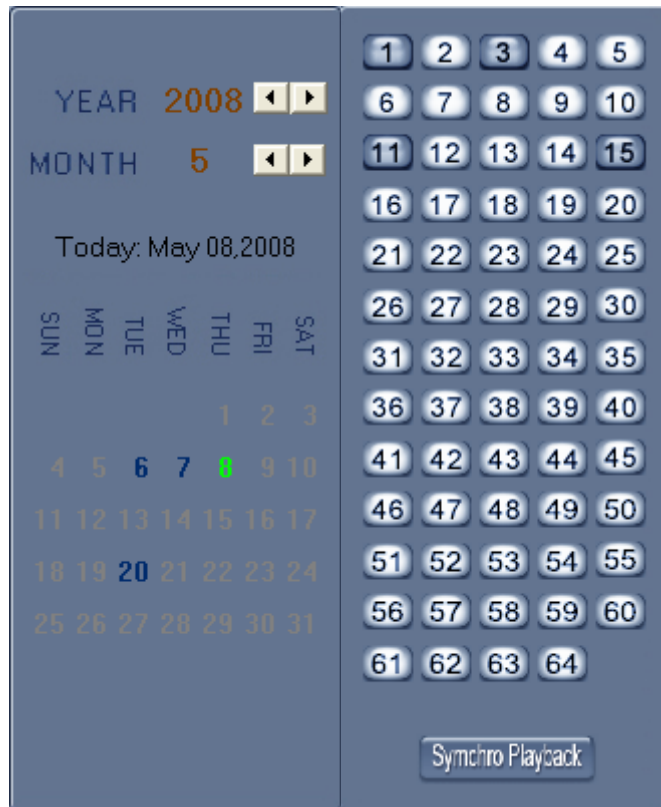 YEAR 2008
MONTH 5
Today: May 08,2008
SUN MON TUE WED THU FRI SAT
1 2 3
4 5 6 7 8 9 10
11 12 13 14 15 16 17
18 19 20 21 22 23 24
25 26 27 28 29 30 31
1 2 3 4 5
6 7 8 9 10
11 12 13 14 15
16 17 18 19 20
21 22 23 24 25
26 27 28 29 30
31 32 33 34 35
36 37 38 39 40
41 42 43 44 45
46 47 48 49 50
51 52 53 54 55
56 57 58 59 60
61 62 63 64
Symchro Playback